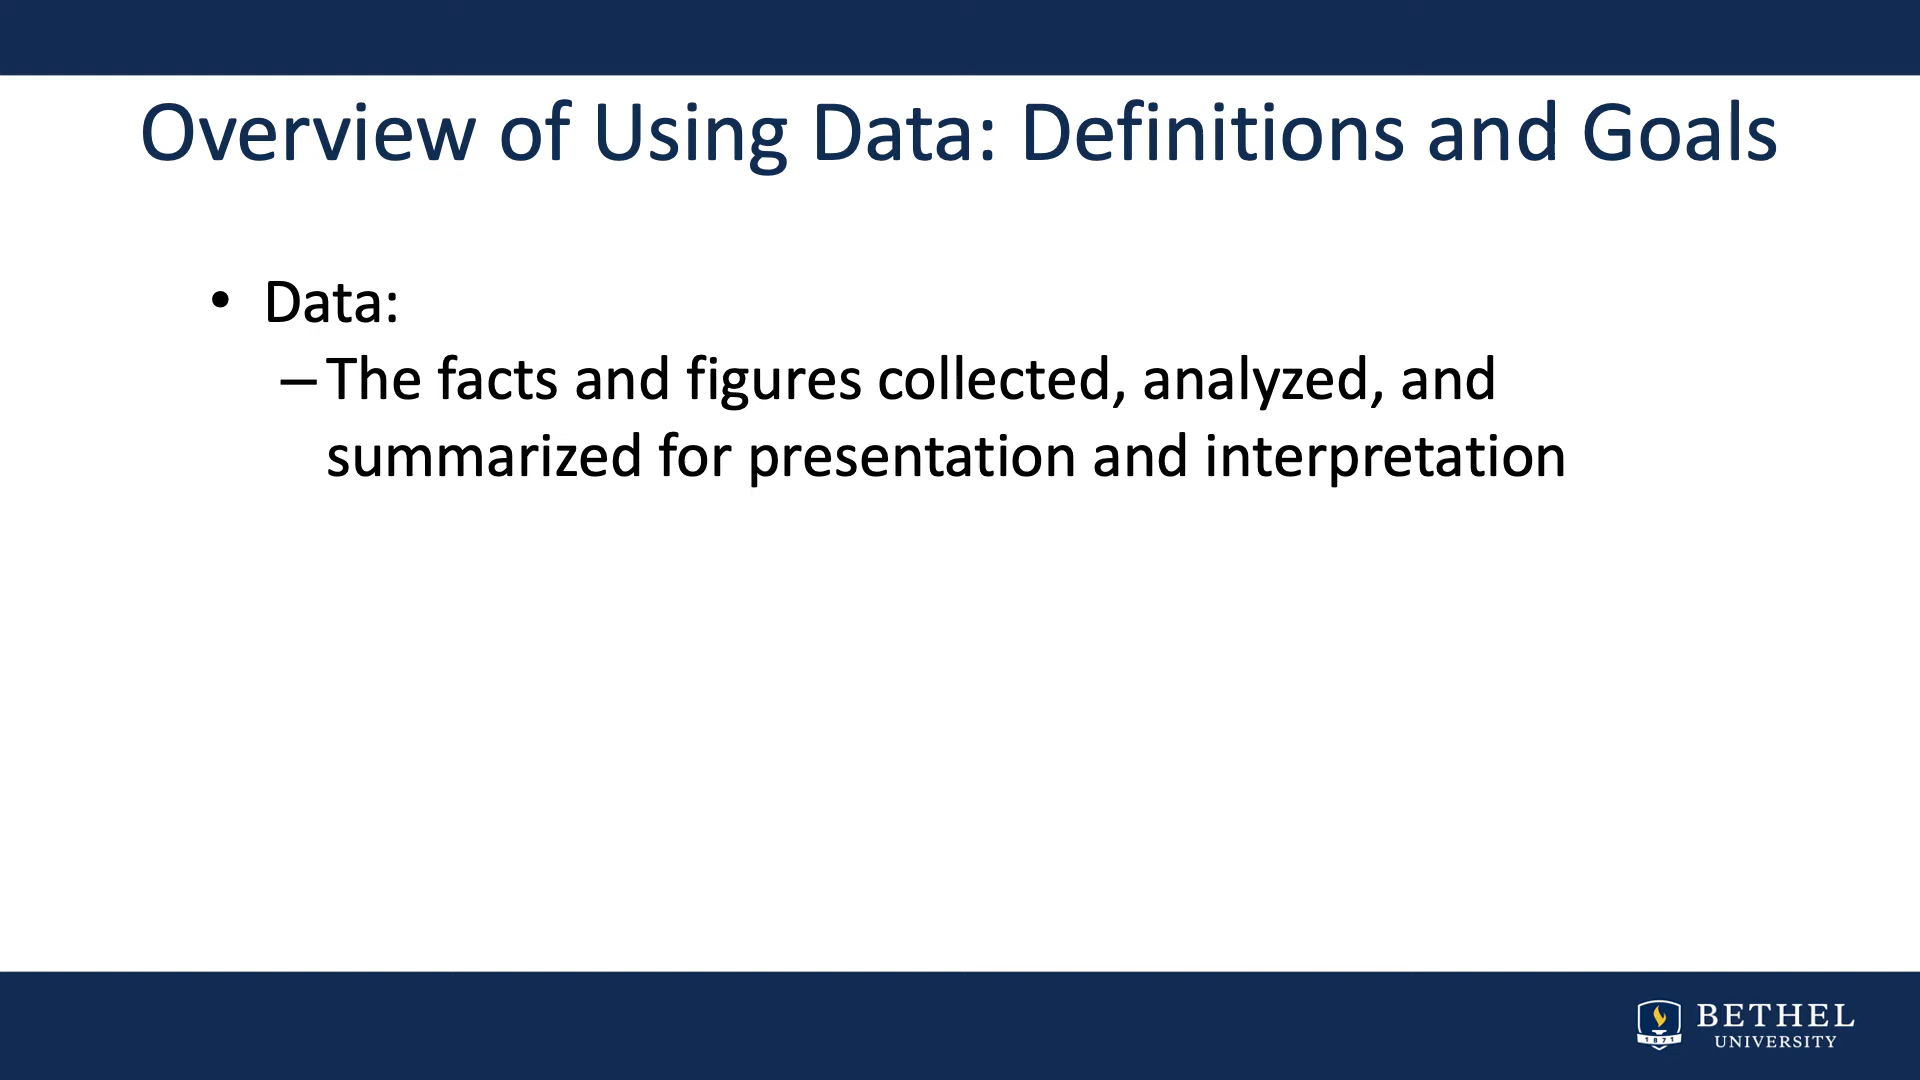 Overview of Using Data: Definitions and Goals
• Data:
– The facts and figures collected, analyzed, and
summarized for presentation and interpretation
1871
BETHEL
UNIVERSITY